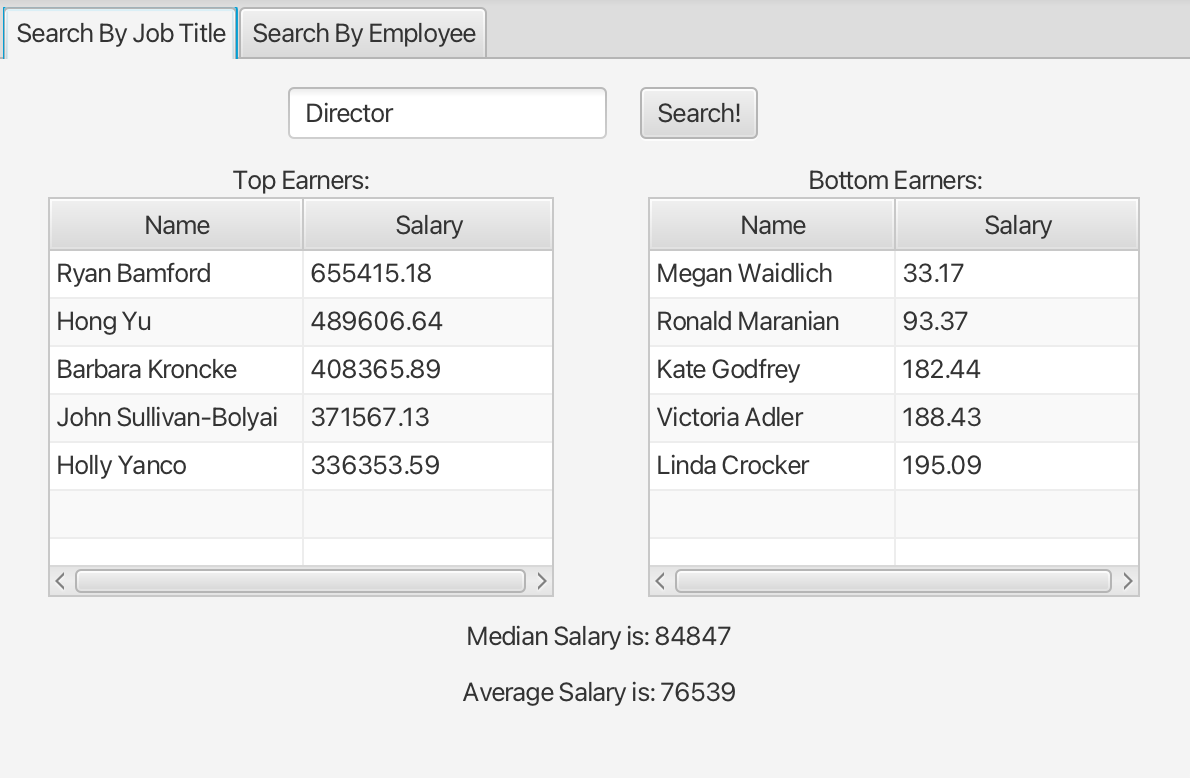 Search By Job Title Search By Employee
Director Search!
Top Earners:
Name Salary
Ryan Bamford 655415.18
Hong Yu 489606.64
Barbara Kroncke 408365.89
John Sullivan-Bolyai 371567.13
Holly Yanco 336353.59
Bottom Earners:
Name Salary
Megan Waidlich 33.17
Ronald Maranian 93.37
Kate Godfrey 182.44
Victoria Adler 188.43
Linda Crocker 195.09
Median Salary is: 84847
Average Salary is: 76539